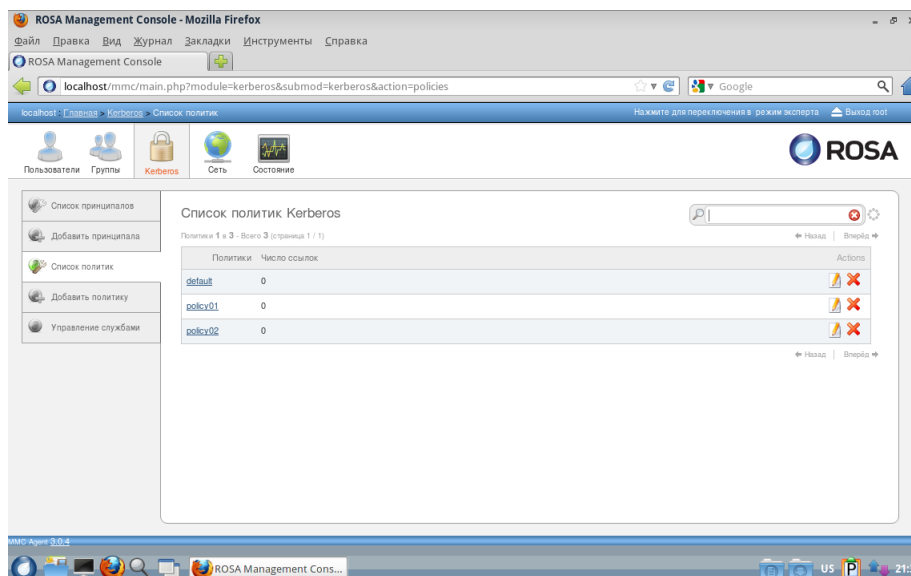 ROSA Management Console - Mozilla Firefox
Файл Правка Вид Журнал Закладки Инструменты Справка
ROSA Management Console
localhost/mmc/main.php?module=kerberos&submod=kerberos&action=policies
Google
localhost : Главная > Kerberos > Список политик
Нажмите для переключения в режим эксперта
Выход root
Пользователи Группы Kerberos Сеть Состояние
ROSA
Список принципалов
Добавить принципала
Список политик
Добавить политику
Управление службами
Список политик Kerberos
Политики 1 в 3 - Всего 3 (страница 1 / 1)
Назад | Вперёд
Политики Число ссылок Actions
default 0
policy01 0
policy02 0
Назад | Вперёд
MMC Agent 3.0.4
ROSA Management Cons...
US P 21: